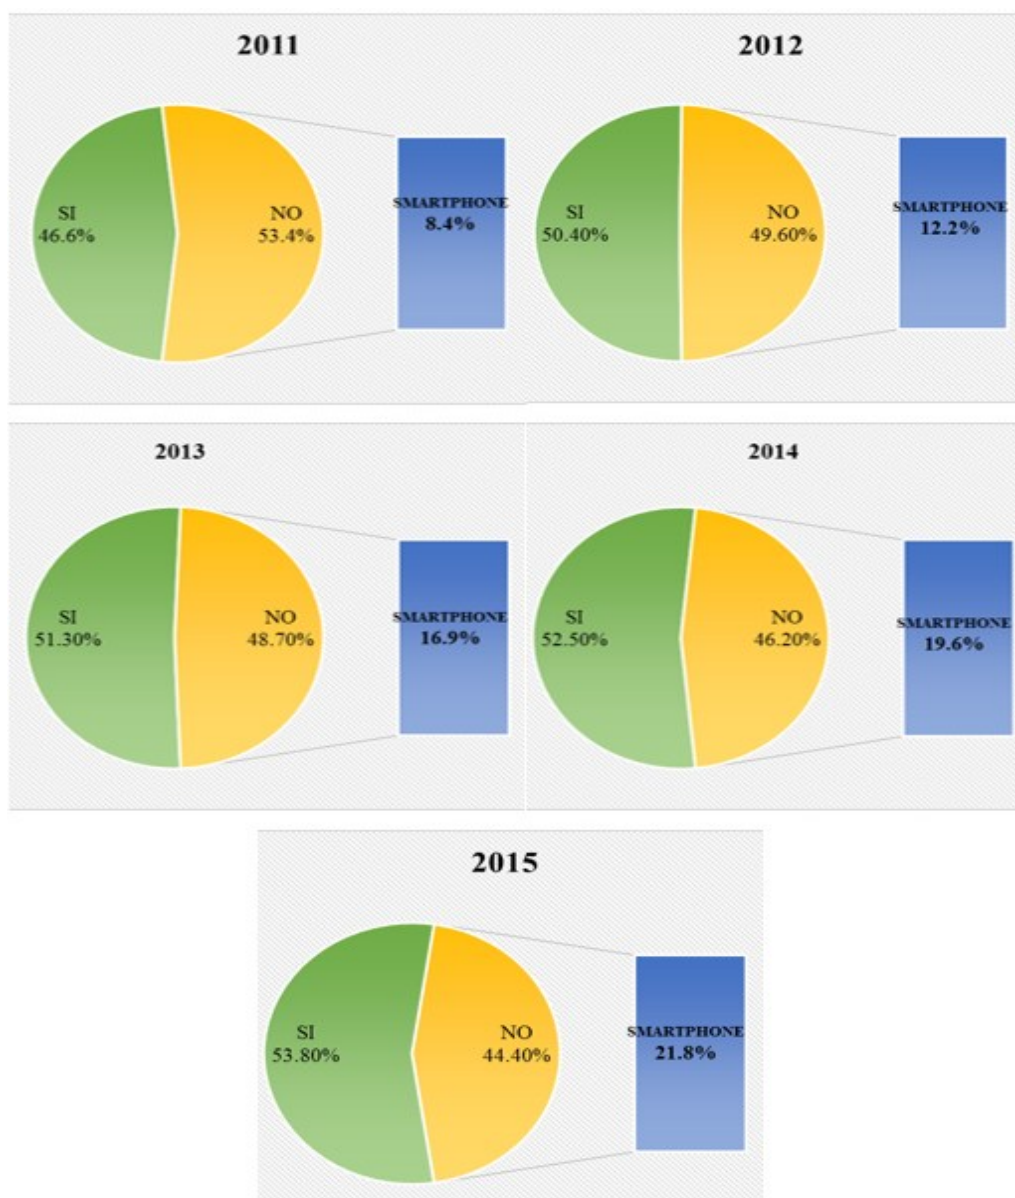 2011
SI
46.6%
NO
53.4%
SMARTPHONE
8.4%
2012
SI
50.40%
NO
49.60%
SMARTPHONE
12.2%
2013
SI
51.30%
NO
48.70%
SMARTPHONE
16.9%
2014
SI
52.50%
NO
46.20%
SMARTPHONE
19.6%
2015
SI
53.80%
NO
44.40%
SMARTPHONE
21.8%